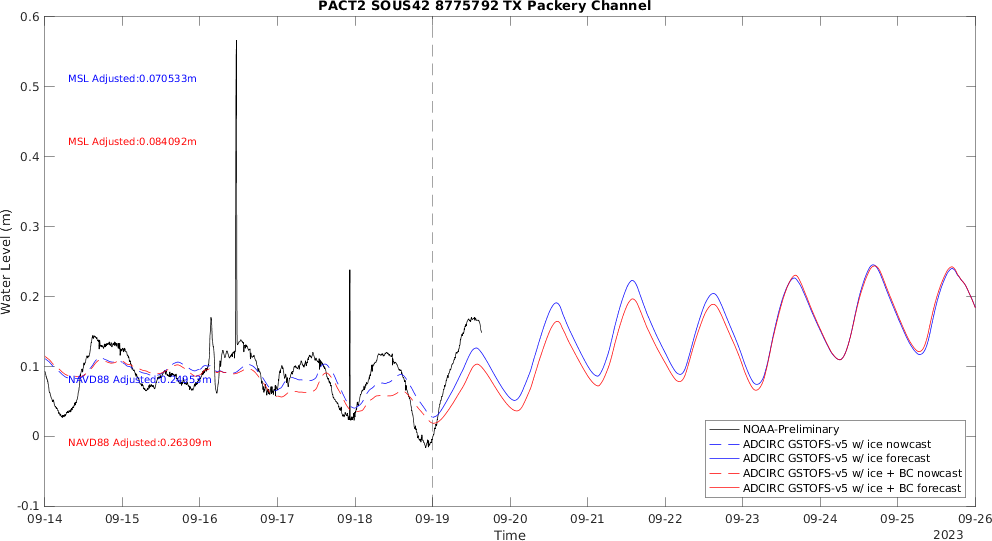 PACT2 SOUS42 8775792 TX Packery Channel
0.6
0.5
0.4
0.3
0.2
0.1
0
-0.1
Water Level (m)
MSL Adjusted:0.070533m
MSL Adjusted:0.084092m
NAVD88 Adjusted:0.24953m
NAVD88 Adjusted:0.26309m
NOAA-Preliminary
ADCIRC GSTOFS-v5 w/ ice nowcast
ADCIRC GSTOFS-v5 w/ ice forecast
ADCIRC GSTOFS-v5 w/ ice + BC nowcast
ADCIRC GSTOFS-v5 w/ ice + BC forecast
09-14 09-15 09-16 09-17 09-18 09-19 09-20 09-21 09-22 09-23 09-24 09-25 09-26
Time
2023